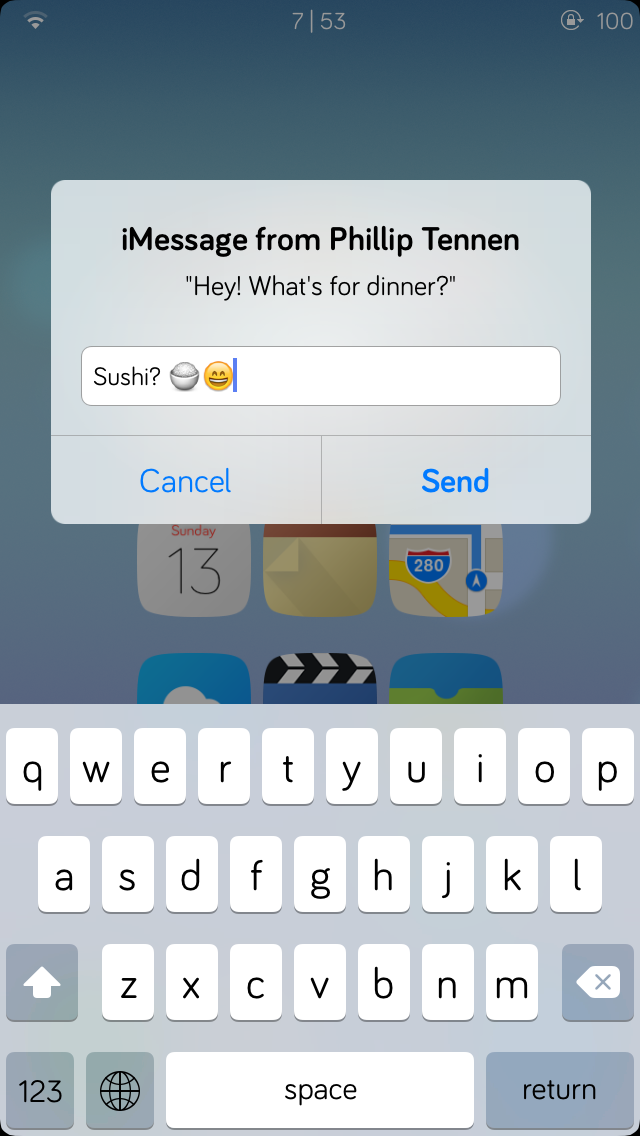 7 | 53
100
iMessage from Phillip Tennen
"Hey! What's for dinner?"
Sushi? 🍚😄
Cancel
Send
Sunday
13
280
q w e r t y u i o p
a s d f g h j k l
z x c v b n m
123
space
return